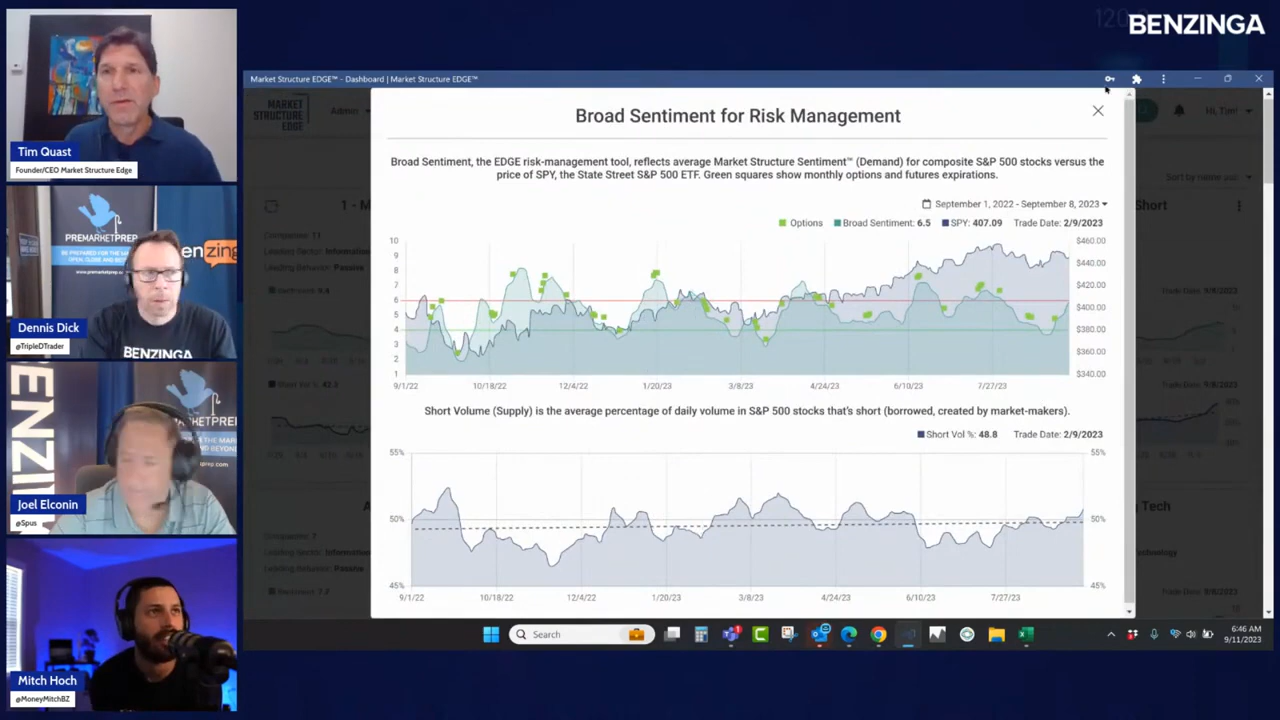 BENZINGA
Tim Quast
Founder/CEO Market Structure Edge
PREMARKETPREP
Dennis Dick
@TripleDTrader
BENZINGA
Joel Elconin
@Spus
Mitch Hoch
@MoneyMitchBZ
Market Structure EDGE™ - Dashboard | Market Structure EDGE™
MARKET
STRUCTURE
EDGE
Admin
Hi, Tim!
Broad Sentiment for Risk Management
Broad Sentiment, the EDGE risk-management tool, reflects average Market Structure Sentiment™ (Demand) for composite S&P 500 stocks versus the
price of SPY, the State Street S&P 500 ETF. Green squares show monthly options and futures expirations.
September 1, 2022 - September 8, 2023
Options Broad Sentiment: 6.5 SPY: 407.09 Trade Date: 2/9/2023
10 $460.00
9
8 $440.00
7 $420.00
6
5 $400.00
4 $380.00
3
2 $360.00
1 $340.00
9/1/22 10/18/22 12/4/22 1/20/23 3/8/23 4/24/23 6/10/23 7/27/23
Short Volume (Supply) is the average percentage of daily volume in S&P 500 stocks that's short (borrowed, created by market-makers).
Short Vol %: 48.8 Trade Date: 2/9/2023
55% 55%
50% 50%
45% 45%
9/1/22 10/18/22 12/4/22 1/20/23 3/8/23 4/24/23 6/10/23 7/27/23
Search
6:46 AM
9/11/2023